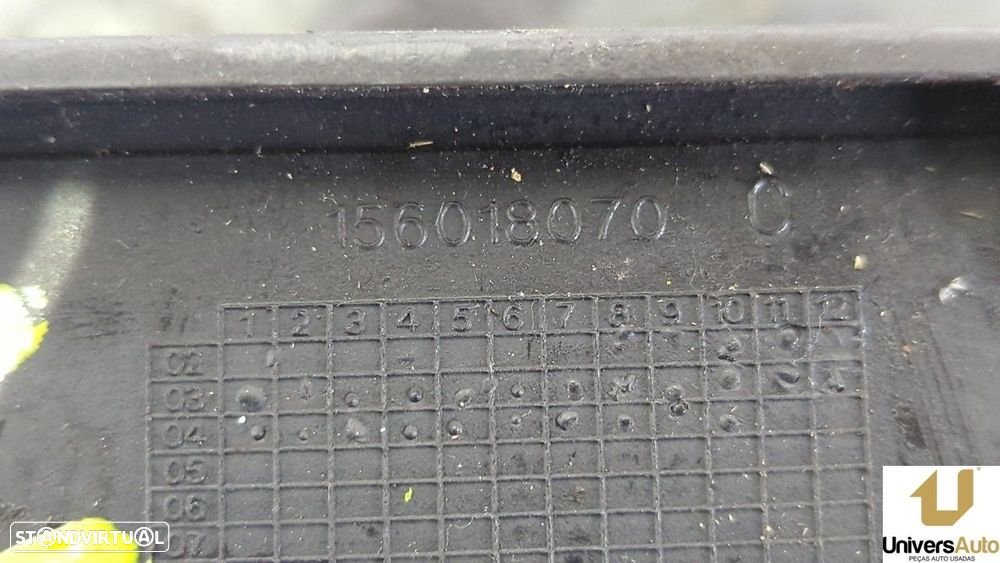 156018070 C
1 2 3 4 5 6 7 8 9 10 11 12
02
03
04
05
06
07
STANDVIRTUAL
UniversAuto
PEÇAS AUTO USADAS